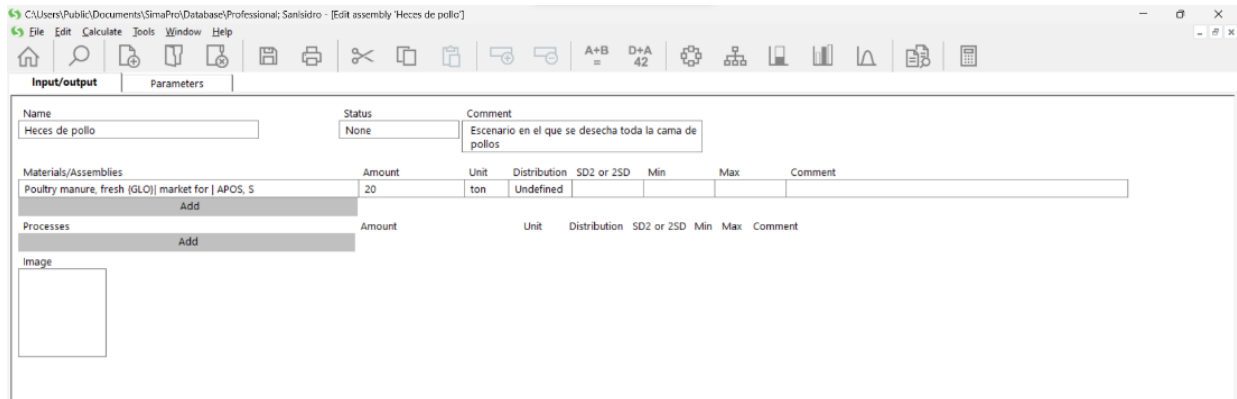 C:\Users\Public\Documents\SimaPro\Database\Professional; Sanisidro - [Edit assembly 'Heces de pollo']
File Edit Calculate Tools Window Help
A+B = D+A 42
Input/output Parameters
Name Status Comment
Heces de pollo None Escenario en el que se desecha toda la cama de
pollos
Materials/Assemblies Amount Unit Distribution SD2 or 2SD Min Max Comment
Poultry manure, fresh {GLO}| market for | APOS, S 20 ton Undefined
Add
Processes Amount Unit Distribution SD2 or 2SD Min Max Comment
Add
Image